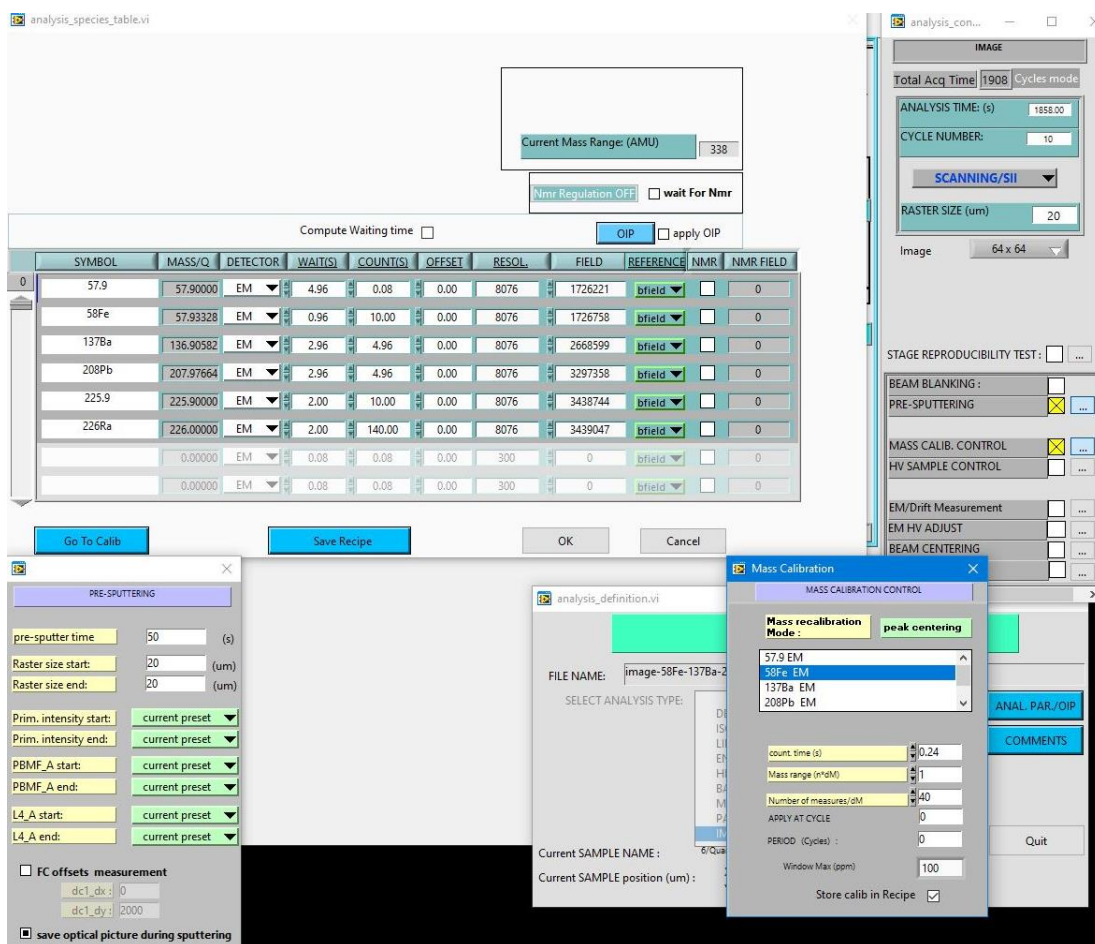 analysis_species_table.vi
Current Mass Range: (AMU) 338
Nmr Regulation OFF wait For Nmr
Compute Waiting time OIP apply OIP
SYMBOL MASS/Q DETECTOR WAIT(S) COUNT(S) OFFSET RESOL. FIELD REFERENCE NMR NMR FIELD
0
57.9 57.90000 EM 4.96 0.08 0.00 8076 1726221 bfield 0
58Fe 57.93328 EM 0.96 10.00 0.00 8076 1726758 bfield 0
137Ba 136.90582 EM 2.96 4.96 0.00 8076 2668599 bfield 0
208Pb 207.97664 EM 2.96 4.96 0.00 8076 3297358 bfield 0
225.9 225.90000 EM 2.00 10.00 0.00 8076 3438744 bfield 0
226Ra 226.00000 EM 2.00 140.00 0.00 8076 3439047 bfield 0
0.00000 EM 0.08 0.08 0.00 300 0 bfield 0
0.00000 EM 0.08 0.08 0.00 300 0 bfield 0
Go To Calib Save Recipe OK Cancel
analysis_con...
IMAGE
Total Acq Time 1908 Cycles mode
ANALYSIS TIME: (s) 1858.00
CYCLE NUMBER: 10
SCANNING/SII
RASTER SIZE (um) 20
Image 64 x 64
STAGE REPRODUCIBILITY TEST : ...
BEAM BLANKING :
PRE-SPUTTERING ...
MASS CALIB. CONTROL ...
HV SAMPLE CONTROL ...
EM/Drift Measurement ...
EM HV ADJUST ...
BEAM CENTERING ...
...
PRE-SPUTTERING
pre-sputter time 50 (s)
Raster size start: 20 (um)
Raster size end: 20 (um)
Prim. intensity start: current preset
Prim. intensity end: current preset
PBMF_A start: current preset
PBMF_A end: current preset
L4_A start: current preset
L4_A end: current preset
FC offsets measurement
dc1_dx : 0
dc1_dy : 2000
save optical picture during sputtering
analysis_definition.vi
FILE NAME: image-58Fe-137Ba-2
SELECT ANALYSIS TYPE:
ANAL. PAR./OIP
COMMENTS
Quit
Current SAMPLE NAME : 6/Qua
Current SAMPLE position (um) :
Mass Calibration
MASS CALIBRATION CONTROL
Mass recalibration
Mode : peak centering
57.9 EM
58Fe EM
137Ba EM
208Pb EM
count. time (s) 0.24
Mass range (n*dM) 1
Number of measures/dM 40
APPLY AT CYCLE 0
PERIOD (Cycles) : 0
Window Max (ppm) 100
Store calib in Recipe